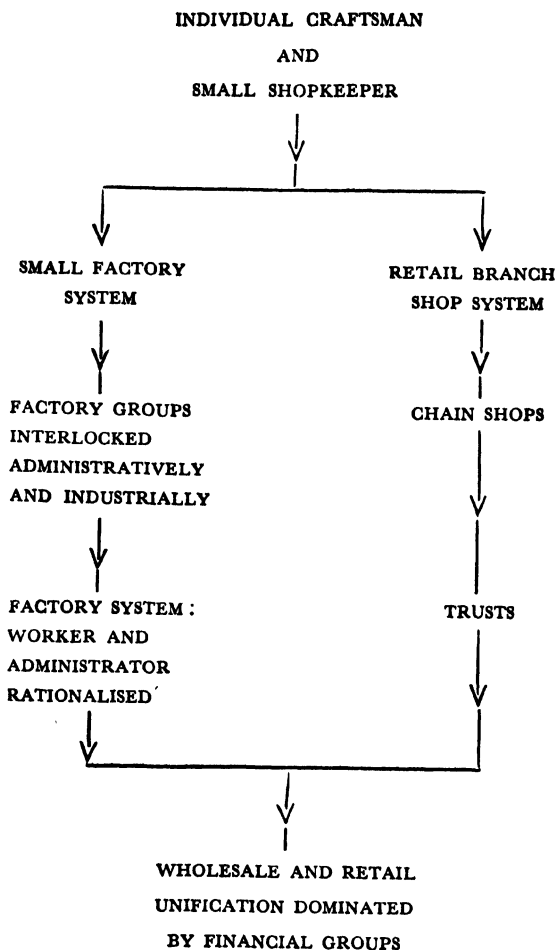 INDIVIDUAL CRAFTSMAN
AND
SMALL SHOPKEEPER
SMALL FACTORY
SYSTEM
RETAIL BRANCH
SHOP SYSTEM
FACTORY GROUPS
INTERLOCKED
ADMINISTRATIVELY
AND INDUSTRIALLY
CHAIN SHOPS
FACTORY SYSTEM:
WORKER AND
ADMINISTRATOR
RATIONALISED
TRUSTS
WHOLESALE AND RETAIL
UNIFICATION DOMINATED
BY FINANCIAL GROUPS